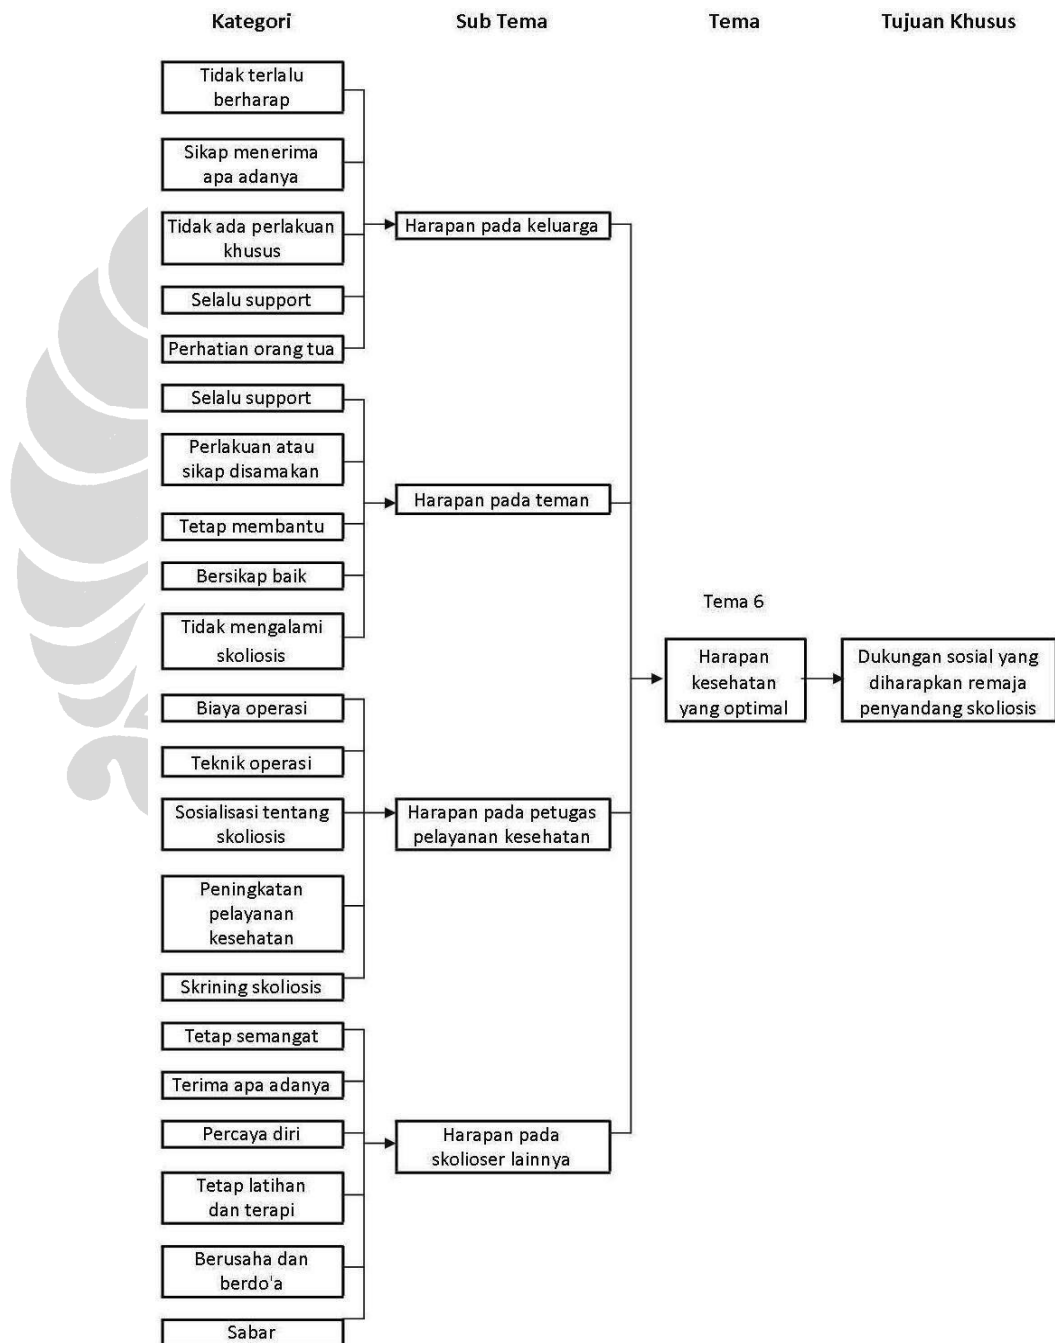 Kategori Sub Tema Tema Tujuan Khusus
Tidak terlalu
berharap
Sikap menerima
apa adanya
Tidak ada perlakuan
khusus
Selalu support
Perhatian orang tua
Harapan pada keluarga
Selalu support
Perlakuan atau
sikap disamakan
Tetap membantu
Bersikap baik
Tidak mengalami
skoliosis
Harapan pada teman
Biaya operasi
Teknik operasi
Sosialisasi tentang
skoliosis
Peningkatan
pelayanan
kesehatan
Skrining skoliosis
Harapan pada petugas
pelayanan kesehatan
Tetap semangat
Terima apa adanya
Percaya diri
Tetap latihan
dan terapi
Berusaha dan
berdo'a
Sabar
Harapan pada
skolioser lainnya
Tema 6
Harapan
kesehatan
yang optimal
Dukungan sosial yang
diharapkan remaja
penyandang skoliosis